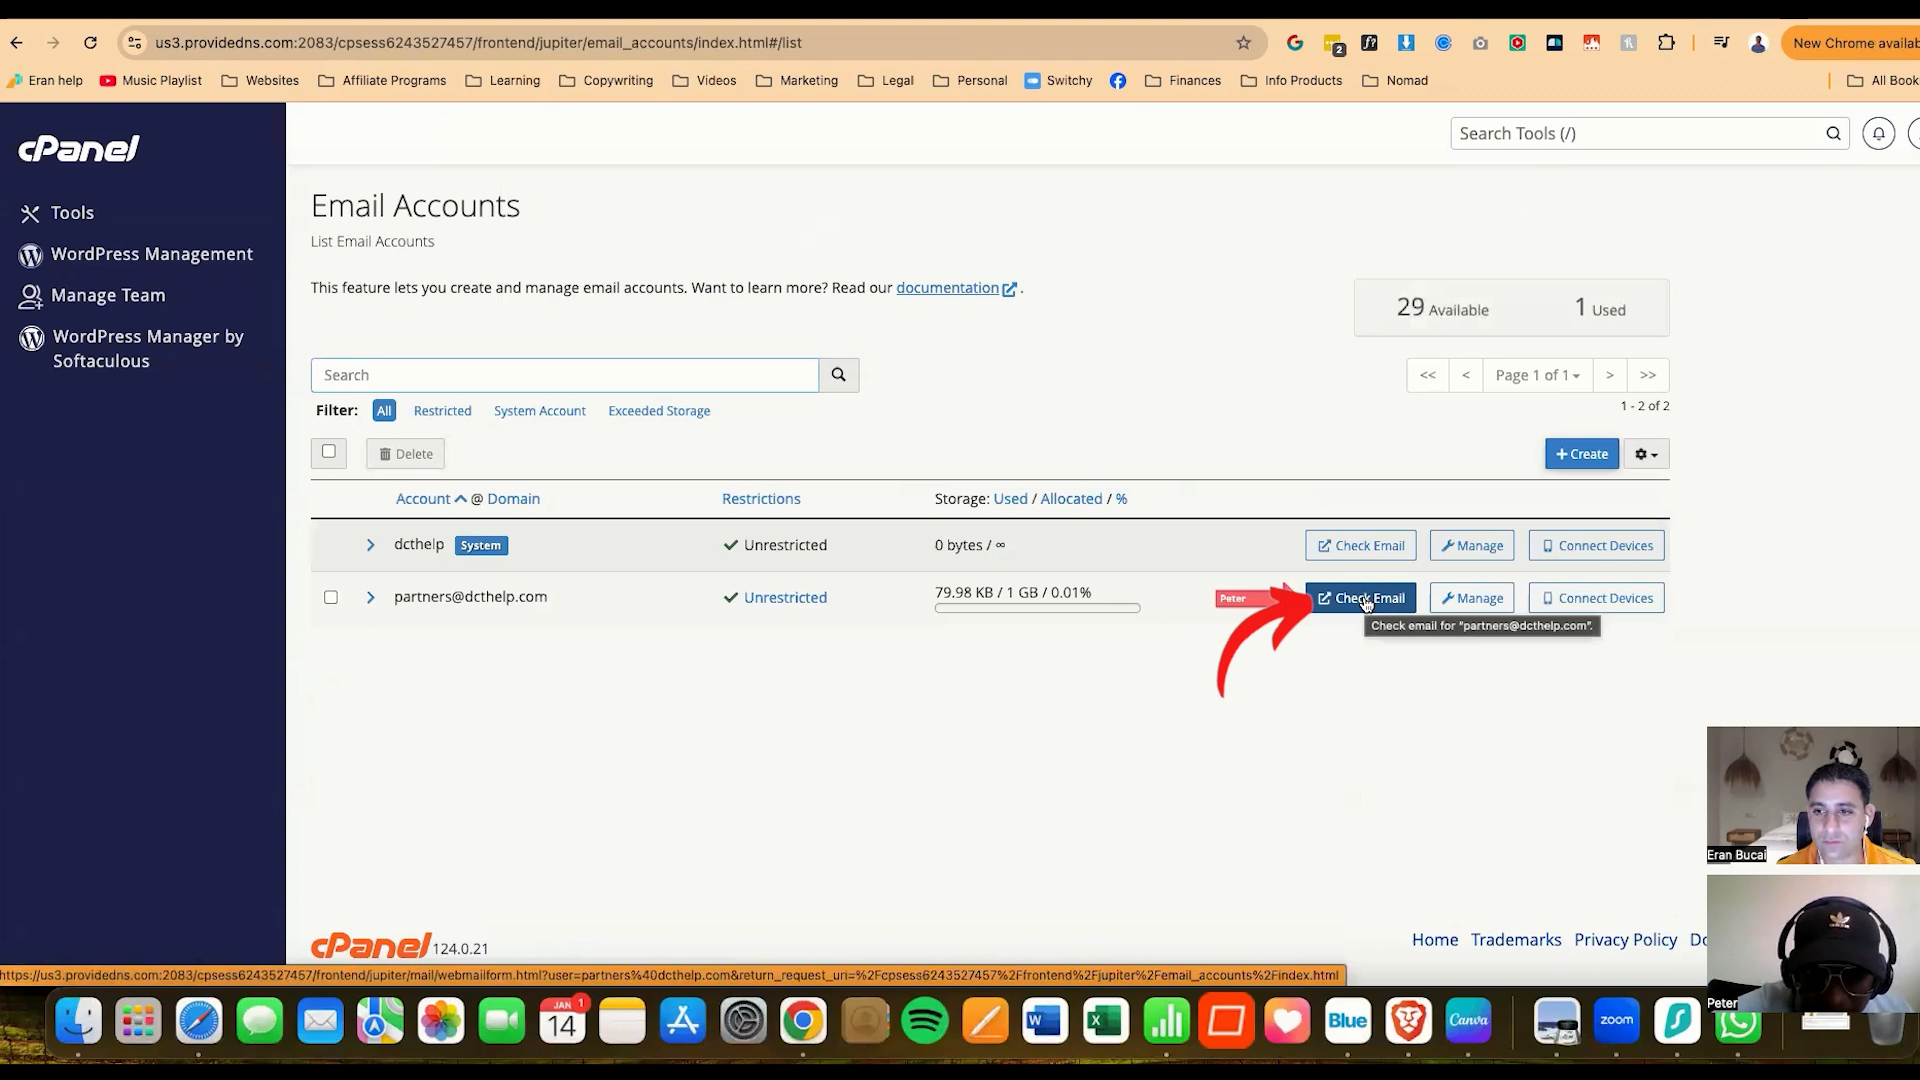 us3.providedns.com:2083/cpsess6243527457/frontend/jupiter/email_accounts/index.html#/list
2
New Chrome availab
Eran help
Music Playlist
Websites
Affiliate Programs
Learning
Copywriting
Videos
Marketing
Legal
Personal
Switchy
Finances
Info Products
Nomad
All Book
cPanel
Search Tools (/)
Tools
WordPress Management
Manage Team
WordPress Manager by
Softaculous
Email Accounts
List Email Accounts
This feature lets you create and manage email accounts. Want to learn more? Read our documentation .
29 Available 1 Used
Search
<< < Page 1 of 1 > >>
Filter: All Restricted System Account Exceeded Storage
1 - 2 of 2
Delete
+ Create
Account @ Domain Restrictions Storage: Used / Allocated / %
dcthelp System Unrestricted 0 bytes / ∞ Check Email Manage Connect Devices
partners@dcthelp.com Unrestricted 79.98 KB / 1 GB / 0.01% Peter Check Email Manage Connect Devices
Check email for "partners@dcthelp.com".
Eran Bucai
cPanel 124.0.21
Home Trademarks Privacy Policy
https://us3.providedns.com:2083/cpsess6243527457/frontend/jupiter/mail/webmailform.html?user=partners%40dcthelp.com&return_request_uri=%2Fcpsess6243527457%2Ffrontend%2Fjupiter%2Femail_accounts%2Findex.html
Peter
JAN 1
14
W
X
Blue
Canva
zoom